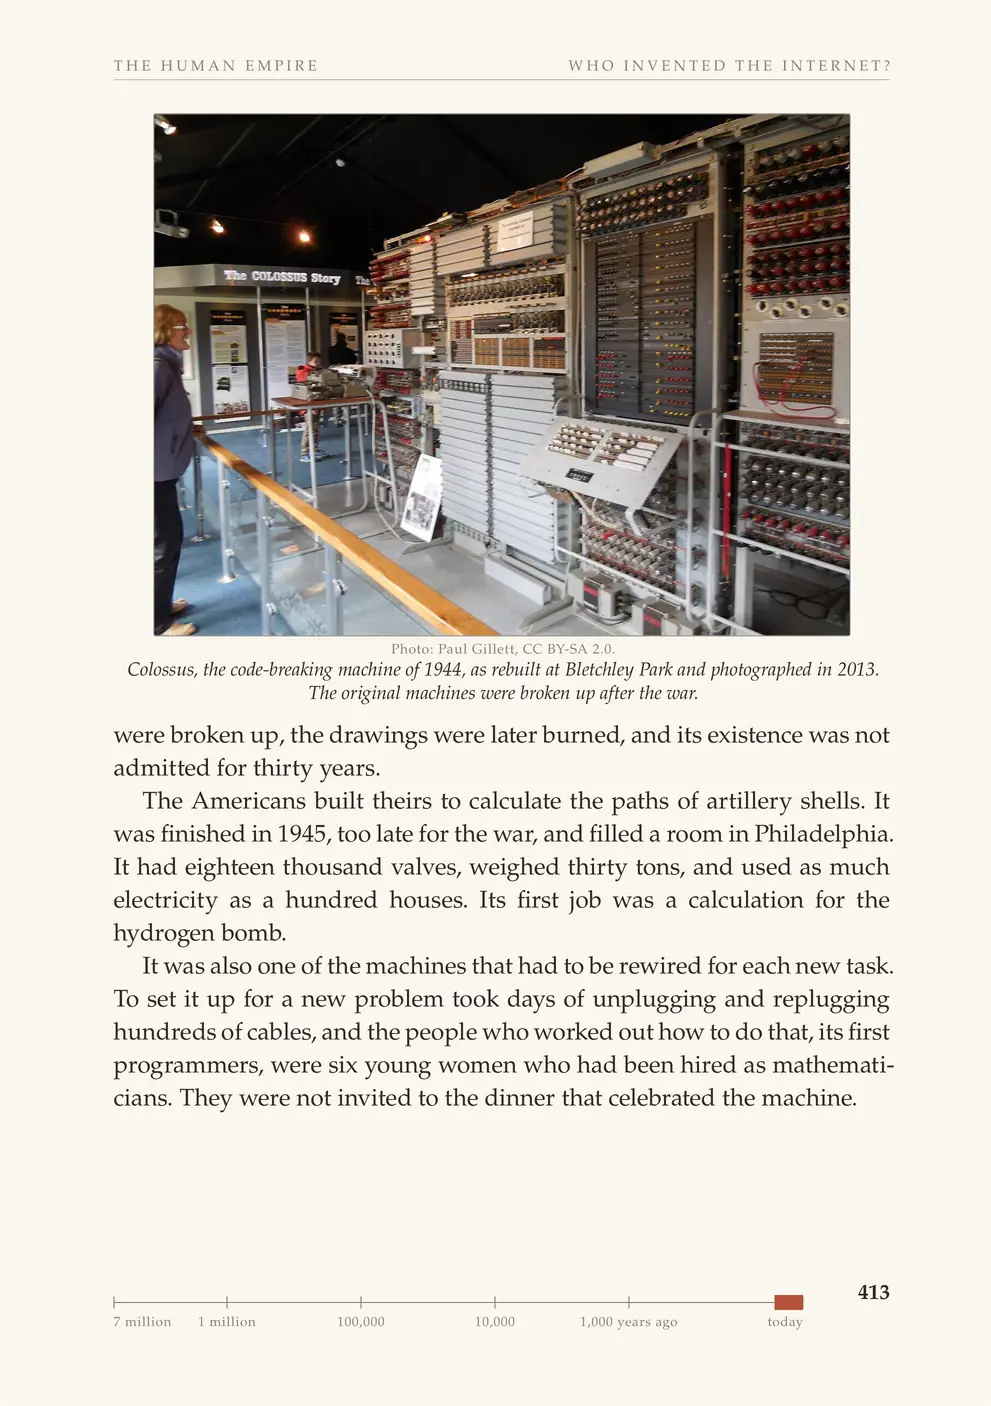 THE HUMAN EMPIRE
WHO INVENTED THE INTERNET?
The COLOSSUS Story
The
Photo: Paul Gillett, CC BY-SA 2.0.
Colossus, the code-breaking machine of 1944, as rebuilt at Bletchley Park and photographed in 2013.
The original machines were broken up after the war.
were broken up, the drawings were later burned, and its existence was not
admitted for thirty years.
The Americans built theirs to calculate the paths of artillery shells. It
was finished in 1945, too late for the war, and filled a room in Philadelphia.
It had eighteen thousand valves, weighed thirty tons, and used as much
electricity as a hundred houses. Its first job was a calculation for the
hydrogen bomb.
It was also one of the machines that had to be rewired for each new task.
To set it up for a new problem took days of unplugging and replugging
hundreds of cables, and the people who worked out how to do that, its first
programmers, were six young women who had been hired as mathemati-
cians. They were not invited to the dinner that celebrated the machine.
413
7 million
1 million
100,000
10,000
1,000 years ago
today